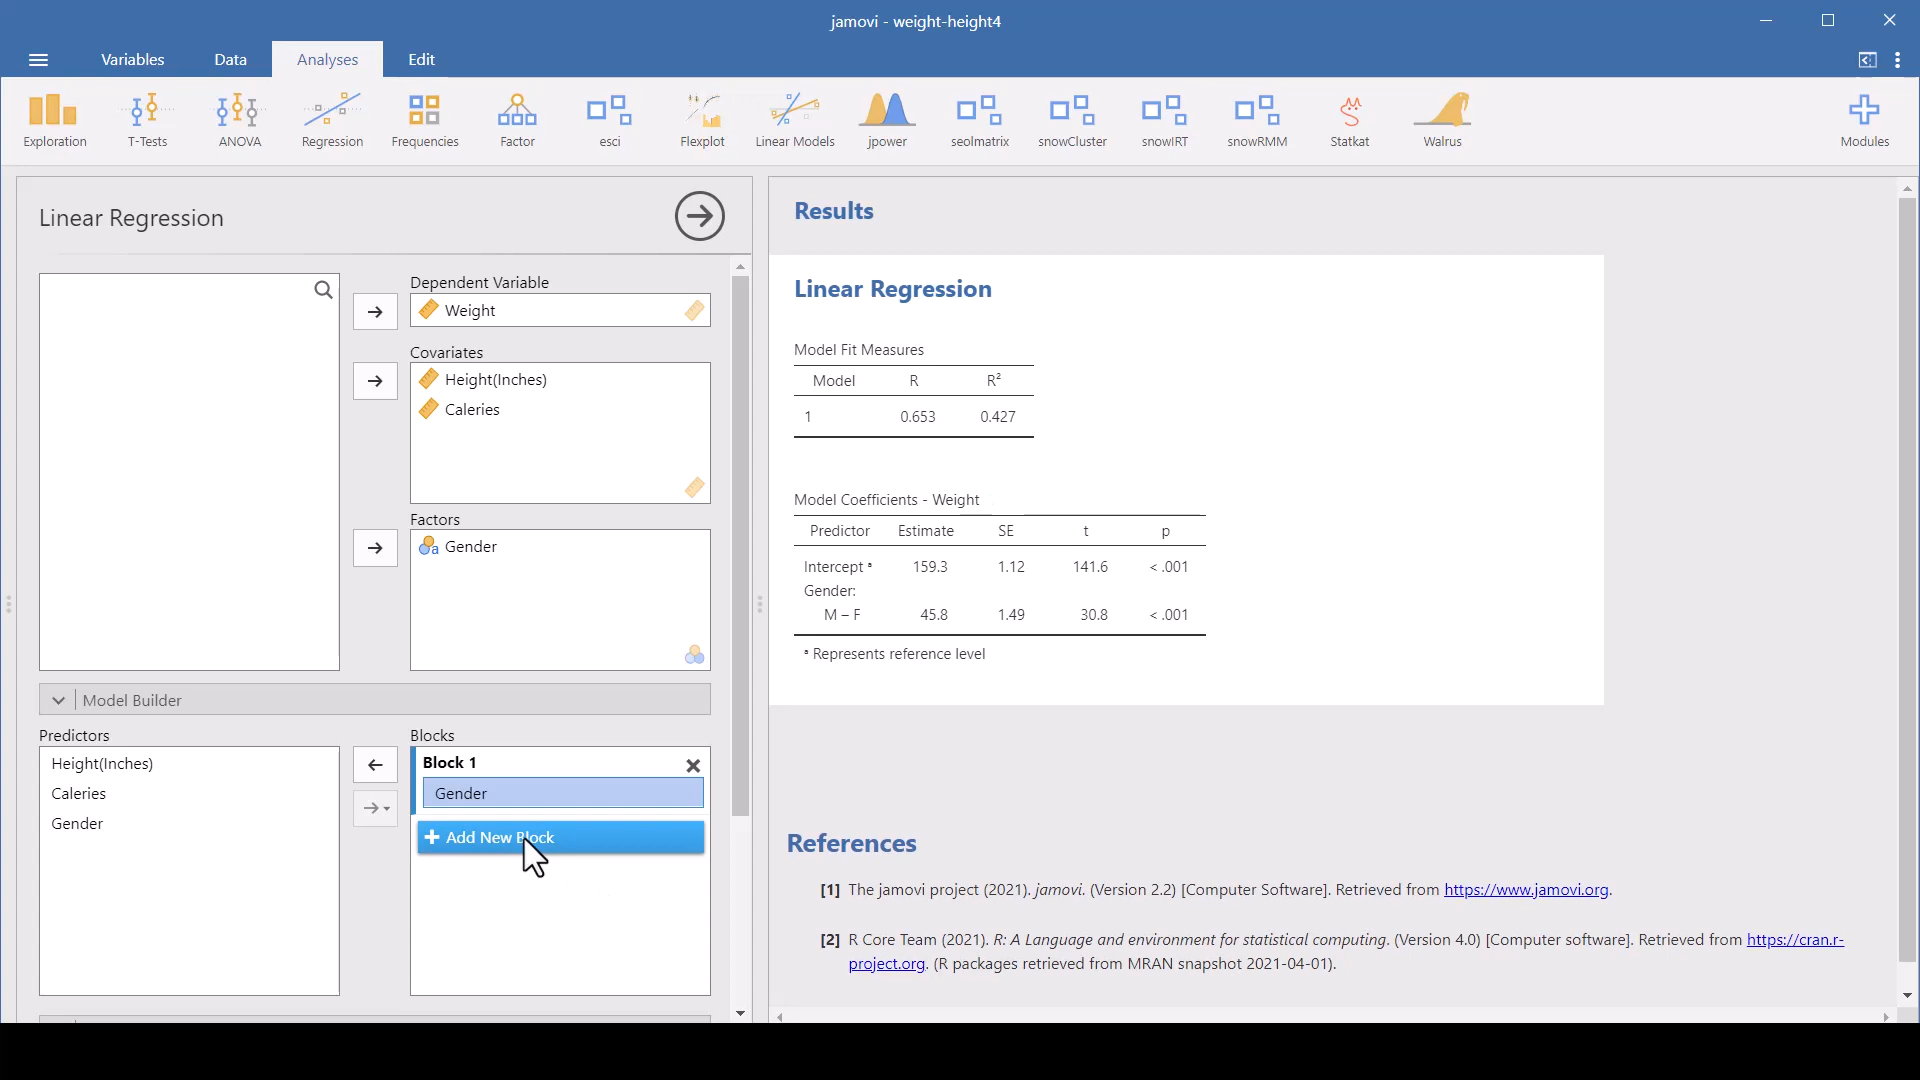 jamovi - weight-height4
Variables Data Analyses Edit
Exploration T-Tests ANOVA Regression Frequencies Factor esci Flexplot Linear Models jpower seolmatrix snowCluster snowIRT snowRMM Statkat Walrus Modules
Linear Regression
Dependent Variable
Weight
Covariates
Height(Inches)
Caleries
Factors
a Gender
Model Builder
Predictors
Height(Inches)
Caleries
Gender
Blocks
Block 1
Gender
Add New Block
Results
Linear Regression
Model Fit Measures
Model R R²
1 0.653 0.427
Model Coefficients - Weight
Predictor Estimate SE t p
Intercept ᵃ 159.3 1.12 141.6 < .001
Gender:
M – F 45.8 1.49 30.8 < .001
ᵃ Represents reference level
References
[1] The jamovi project (2021). jamovi. (Version 2.2) [Computer Software]. Retrieved from https://www.jamovi.org.
[2] R Core Team (2021). R: A Language and environment for statistical computing. (Version 4.0) [Computer software]. Retrieved from https://cran.r-
project.org. (R packages retrieved from MRAN snapshot 2021-04-01).